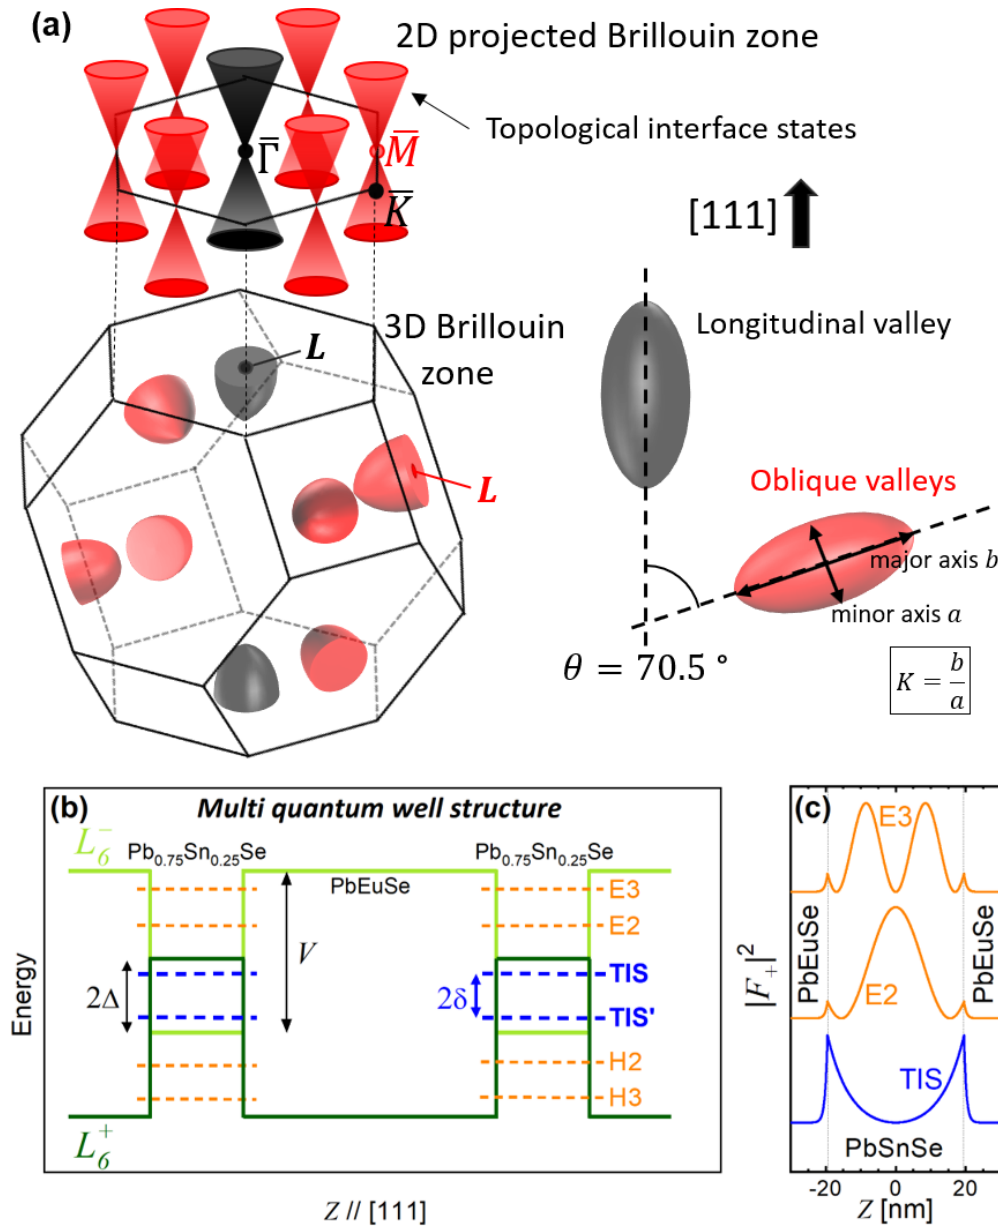 (a)
2D projected Brillouin zone
Topological interface states
Γ̅
M̅
K̅
[111]
3D Brillouin
zone
L
L
Longitudinal valley
Oblique valleys
major axis b
minor axis a
θ = 70.5 °
K = b/a
(b)
Multi quantum well structure
L₆⁻
Pb₀.₇₅Sn₀.₂₅Se
Pb₀.₇₅Sn₀.₂₅Se
PbEuSe
E3
E2
V
2Δ
2δ
TIS
TIS'
H2
H3
L₆⁺
Energy
Z // [111]
(c)
E3
PbEuSe
PbEuSe
E2
TIS
PbSnSe
|F₊|²
-20 0 20
Z [nm]